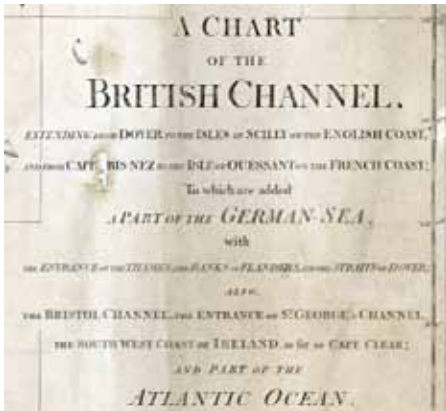 A CHART
OF THE
BRITISH CHANNEL,
EXTENDING FROM DOVER TO THE ISLES OF SCILLY ON THE ENGLISH COAST,
AND FROM CAPE GRIS NEZ TO THE ISLE OF OUESSANT ON THE FRENCH COAST;
To which are added
A PART OF THE GERMAN SEA,
with
THE ENTRANCE OF THE THAMES, THE BANKS OF FLANDERS, AND THE STRAITS OF DOVER;
ALSO,
THE BRISTOL CHANNEL, THE ENTRANCE OF ST. GEORGE'S CHANNEL,
THE SOUTH WEST COAST OF IRELAND, as far as CAPE CLEAR;
AND PART OF THE
ATLANTIC OCEAN.